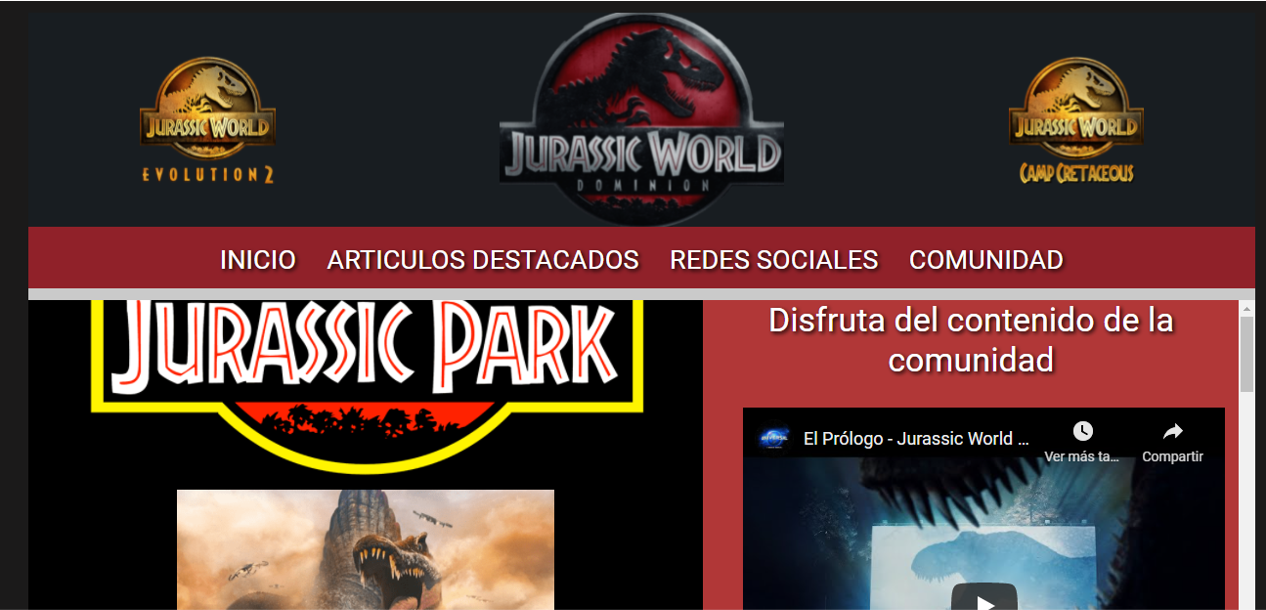 JURASSIC WORLD
EVOLUTION 2
JURASSIC WORLD
DOMINION
JURASSIC WORLD
CAMP CRETACEOUS
INICIO ARTICULOS DESTACADOS REDES SOCIALES COMUNIDAD
JURASSIC PARK
Disfruta del contenido de la
comunidad
UNIVERSAL
El Prólogo - Jurassic World ...
Ver más ta...
Compartir